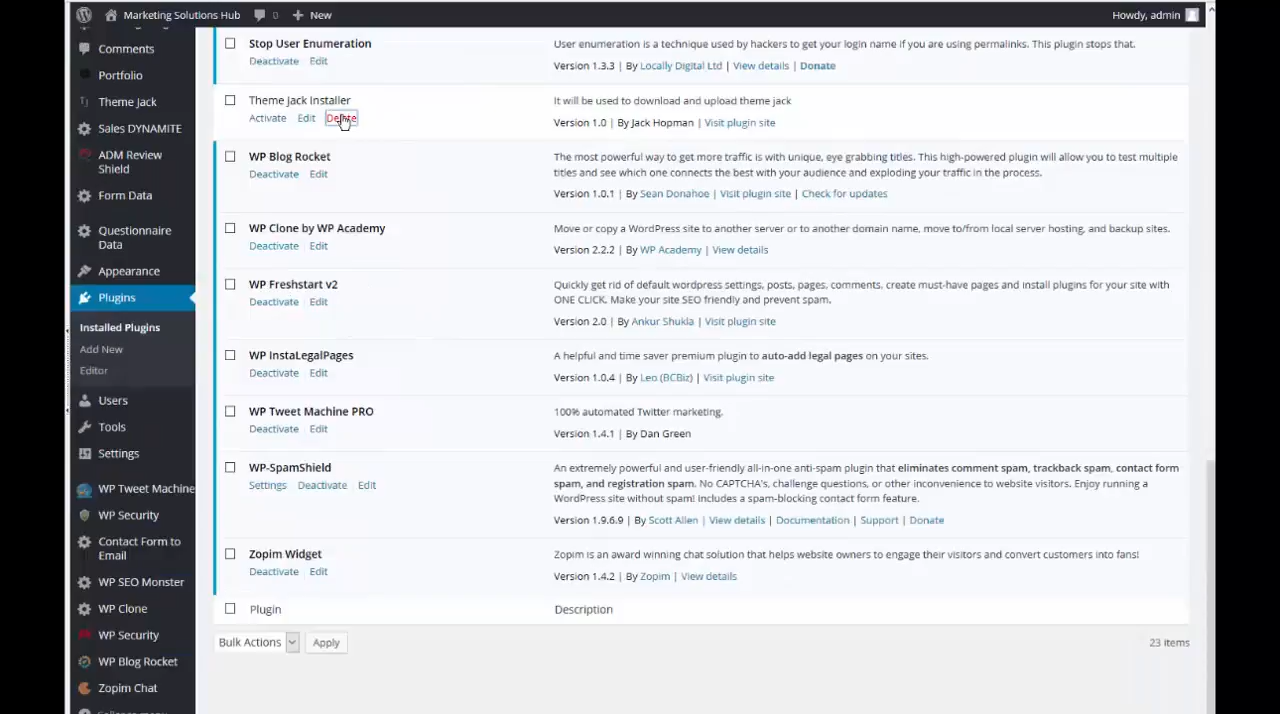 Marketing Solutions Hub 0 New Howdy, admin
Comments
Portfolio
Theme Jack
Sales DYNAMITE
ADM Review
Shield
Form Data
Questionnaire
Data
Appearance
Plugins
Installed Plugins
Add New
Editor
Users
Tools
Settings
WP Tweet Machine
WP Security
Contact Form to
Email
WP SEO Monster
WP Clone
WP Security
WP Blog Rocket
Zopim Chat
Collapse menu
Stop User Enumeration
Deactivate Edit
User enumeration is a technique used by hackers to get your login name if you are using permalinks. This plugin stops that.
Version 1.3.3 | By Locally Digital Ltd | View details | Donate
Theme Jack Installer
Activate Edit Delete
It will be used to download and upload theme jack
Version 1.0 | By Jack Hopman | Visit plugin site
WP Blog Rocket
Deactivate Edit
The most powerful way to get more traffic is with unique, eye grabbing titles. This high-powered plugin will allow you to test multiple
titles and see which one connects the best with your audience and exploding your traffic in the process.
Version 1.0.1 | By Sean Donahoe | Visit plugin site | Check for updates
WP Clone by WP Academy
Deactivate Edit
Move or copy a WordPress site to another server or to another domain name, move to/from local server hosting, and backup sites.
Version 2.2.2 | By WP Academy | View details
WP Freshstart v2
Deactivate Edit
Quickly get rid of default wordpress settings, posts, pages, comments, create must-have pages and install plugins for your site with
ONE CLICK. Make your site SEO friendly and prevent spam.
Version 2.0 | By Ankur Shukla | Visit plugin site
WP InstaLegalPages
Deactivate Edit
A helpful and time saver premium plugin to auto-add legal pages on your sites.
Version 1.0.4 | By Leo (BCBiz) | Visit plugin site
WP Tweet Machine PRO
Deactivate Edit
100% automated Twitter marketing.
Version 1.4.1 | By Dan Green
WP-SpamShield
Settings Deactivate Edit
An extremely powerful and user-friendly all-in-one anti-spam plugin that eliminates comment spam, trackback spam, contact form
spam, and registration spam. No CAPTCHA's, challenge questions, or other inconvenience to website visitors. Enjoy running a
WordPress site without spam! Includes a spam-blocking contact form feature.
Version 1.9.6.9 | By Scott Allen | View details | Documentation | Support | Donate
Zopim Widget
Deactivate Edit
Zopim is an award winning chat solution that helps website owners to engage their visitors and convert customers into fans!
Version 1.4.2 | By Zopim | View details
Plugin Description
Bulk Actions Apply 23 items